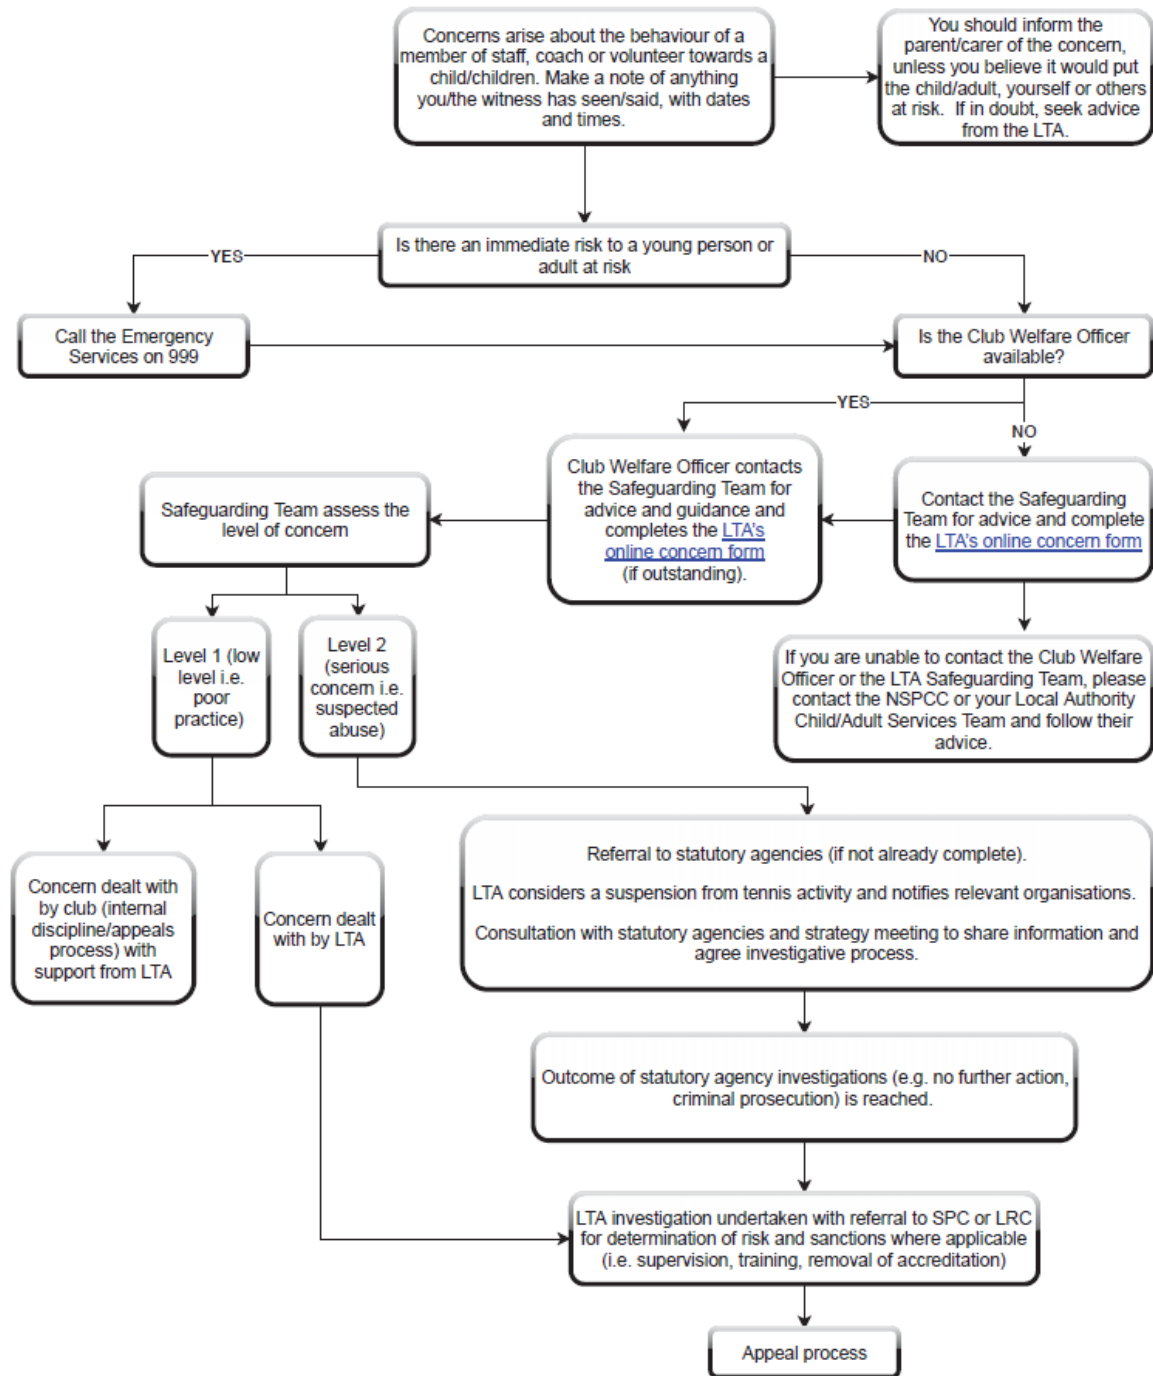 Concerns arise about the behaviour of a
member of staff, coach or volunteer towards a
child/children. Make a note of anything
you/the witness has seen/said, with dates
and times.
You should inform the
parent/carer of the concern,
unless you believe it would put
the child/adult, yourself or others
at risk. If in doubt, seek advice
from the LTA.
Is there an immediate risk to a young person or
adult at risk
YES
NO
Call the Emergency
Services on 999
Is the Club Welfare Officer
available?
YES
NO
Club Welfare Officer contacts
the Safeguarding Team for
advice and guidance and
completes the LTA's
online concern form
(if outstanding).
Contact the Safeguarding
Team for advice and complete
the LTA's online concern form
Safeguarding Team assess the
level of concern
Level 1 (low
level i.e.
poor
practice)
Level 2
(serious
concern i.e.
suspected
abuse)
If you are unable to contact the Club Welfare
Officer or the LTA Safeguarding Team, please
contact the NSPCC or your Local Authority
Child/Adult Services Team and follow their
advice.
Concern dealt with
by club (internal
discipline/appeals
process) with
support from LTA
Concern dealt
with by LTA
Referral to statutory agencies (if not already complete).
LTA considers a suspension from tennis activity and notifies relevant organisations.
Consultation with statutory agencies and strategy meeting to share information and
agree investigative process.
Outcome of statutory agency investigations (e.g. no further action,
criminal prosecution) is reached.
LTA investigation undertaken with referral to SPC or LRC
for determination of risk and sanctions where applicable
(i.e. supervision, training, removal of accreditation)
Appeal process